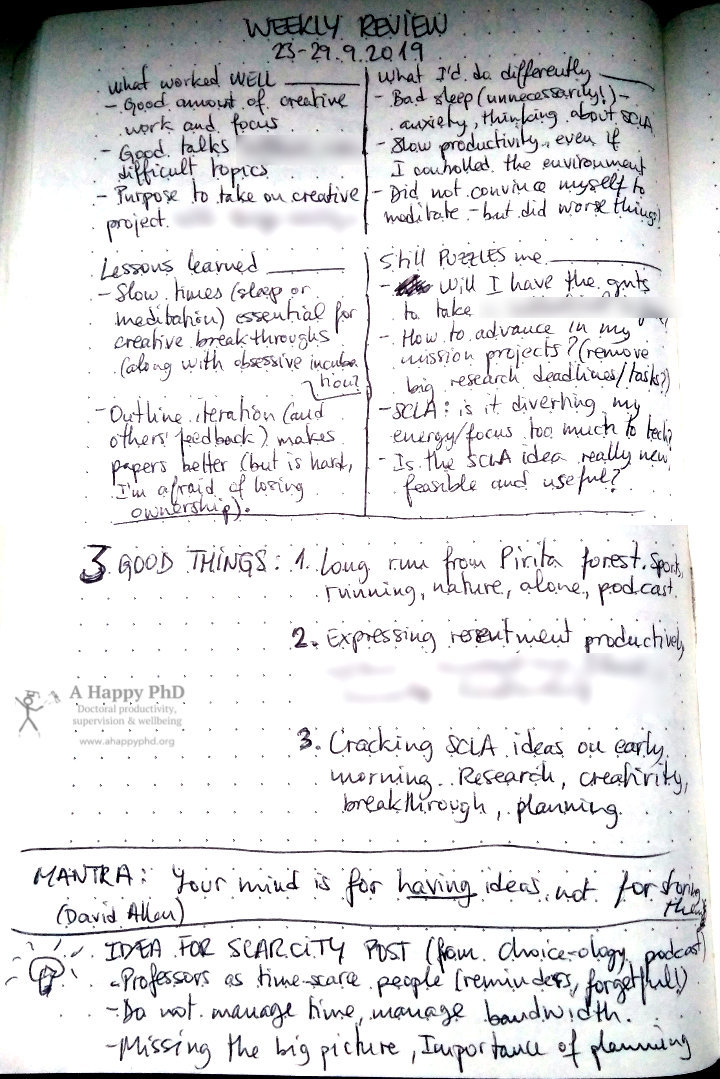 WEEKLY REVIEW
23-29.9.2019
What worked WELL
- Good amount of creative
work and focus
- Good talks
difficult topics
- Purpose to take on creative
project.
What I'd do differently
- Bad sleep (unnecessarily!) -
anxiety, thinking about SCLA
- Slow productivity, even if
I controlled the environment
- Did not convince myself to
meditate - but did worse things!
Lessons learned
- Slow times (sleep or
meditation) essential for
creative breakthroughs
(along with obsessive incuba
tion?
- Outline iteration (and
others' feedback) makes
papers better (but is hard,
I'm afraid of losing
ownership).
Still PUZZLES me
- Will I have the guts
to take
- How to advance in my
mission projects? (remove
big research deadlines/tasks?)
- SCLA: is it diverting my
energy/focus too much to tech?
- Is the SCLA idea really new,
feasible and useful?
3 GOOD THINGS: 1. Long run from Pirita forest. Sports,
running, nature, alone, podcast.
2. Expressing resentment productively
A Happy PhD
Doctoral productivity,
supervision & wellbeing
www.ahappyphd.org
3. Cracking SCLA ideas on early
morning. Research, creativity,
breakthrough, planning.
MANTRA: Your mind is for having ideas not for storing
them
(David Allen)
IDEA FOR SCARCITY POST (from Choice-ology podcast)
- Professors as time-scarce people (reminders, forgetful!)
- Do not manage time, manage bandwidth.
- Missing the big picture, Importance of planning